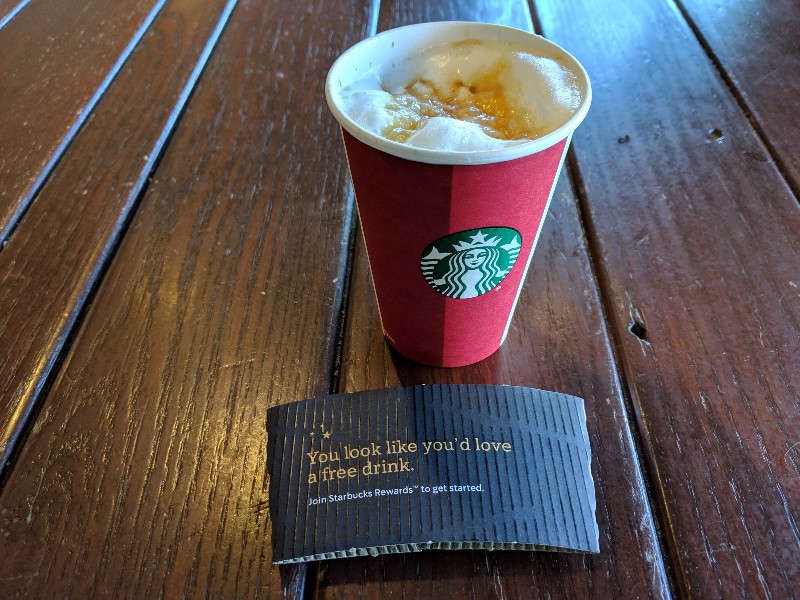 You look like you'd love
a free drink.
Join Starbucks Rewards™ to get started.